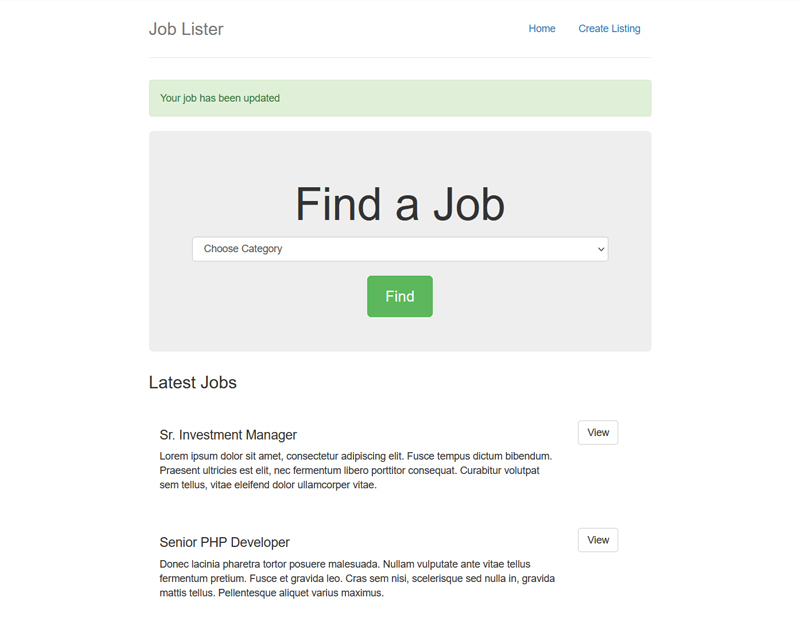 Job Lister
Home Create Listing
Your job has been updated
Find a Job
Choose Category
Find
Latest Jobs
Sr. Investment Manager
View
Lorem ipsum dolor sit amet, consectetur adipiscing elit. Fusce tempus dictum bibendum.
Praesent ultricies est elit, nec fermentum libero porttitor consequat. Curabitur volutpat
sem tellus, vitae eleifend dolor ullamcorper vitae.
Senior PHP Developer
View
Donec lacinia pharetra tortor posuere malesuada. Nullam vulputate ante vitae tellus
fermentum pretium. Fusce et gravida leo. Cras sem nisi, scelerisque sed nulla in, gravida
mattis tellus. Pellentesque aliquet varius maximus.